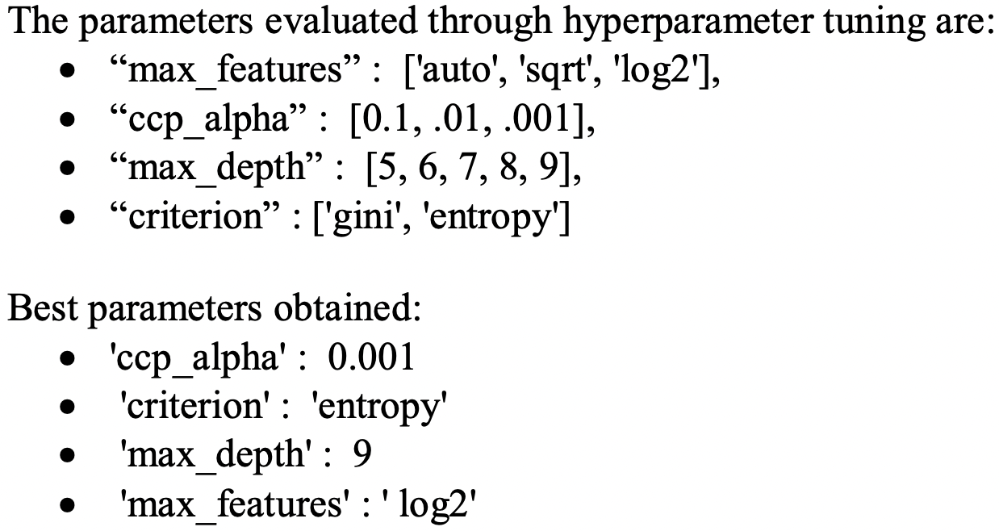 The parameters evaluated through hyperparameter tuning are:
• “max_features” : ['auto', 'sqrt', 'log2'],
• “ccp_alpha” : [0.1, .01, .001],
• “max_depth” : [5, 6, 7, 8, 9],
• “criterion” : ['gini', 'entropy']
Best parameters obtained:
• 'ccp_alpha' : 0.001
• 'criterion' : 'entropy'
• 'max_depth' : 9
• 'max_features' : ' log2'